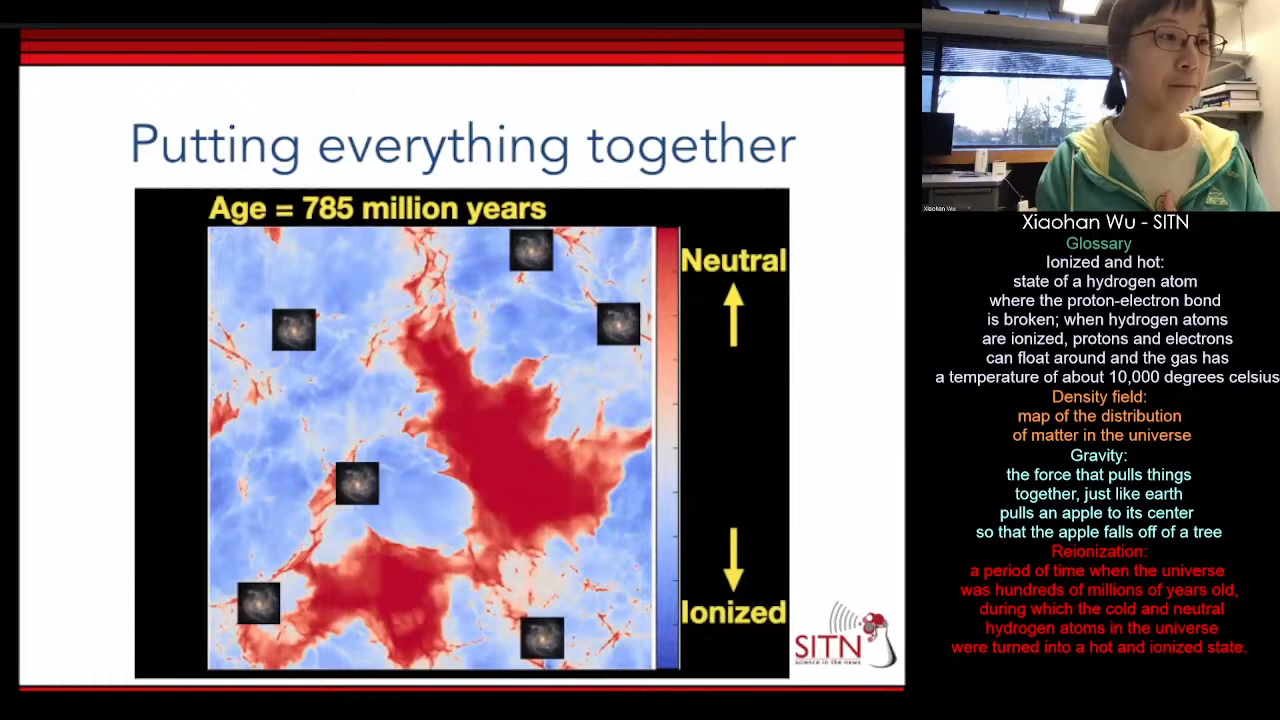 Putting everything together
Age = 785 million years
Neutral
Ionized
SITN
science in the news
Xiaohan Wu
Xiaohan Wu - SITN
Glossary
Ionized and hot:
state of a hydrogen atom
where the proton-electron bond
is broken; when hydrogen atoms
are ionized, protons and electrons
can float around and the gas has
a temperature of about 10,000 degrees celsius
Density field:
map of the distribution
of matter in the universe
Gravity:
the force that pulls things
together, just like earth
pulls an apple to its center
so that the apple falls off of a tree
Reionization:
a period of time when the universe
was hundreds of millions of years old,
during which the cold and neutral
hydrogen atoms in the universe
were turned into a hot and ionized state.